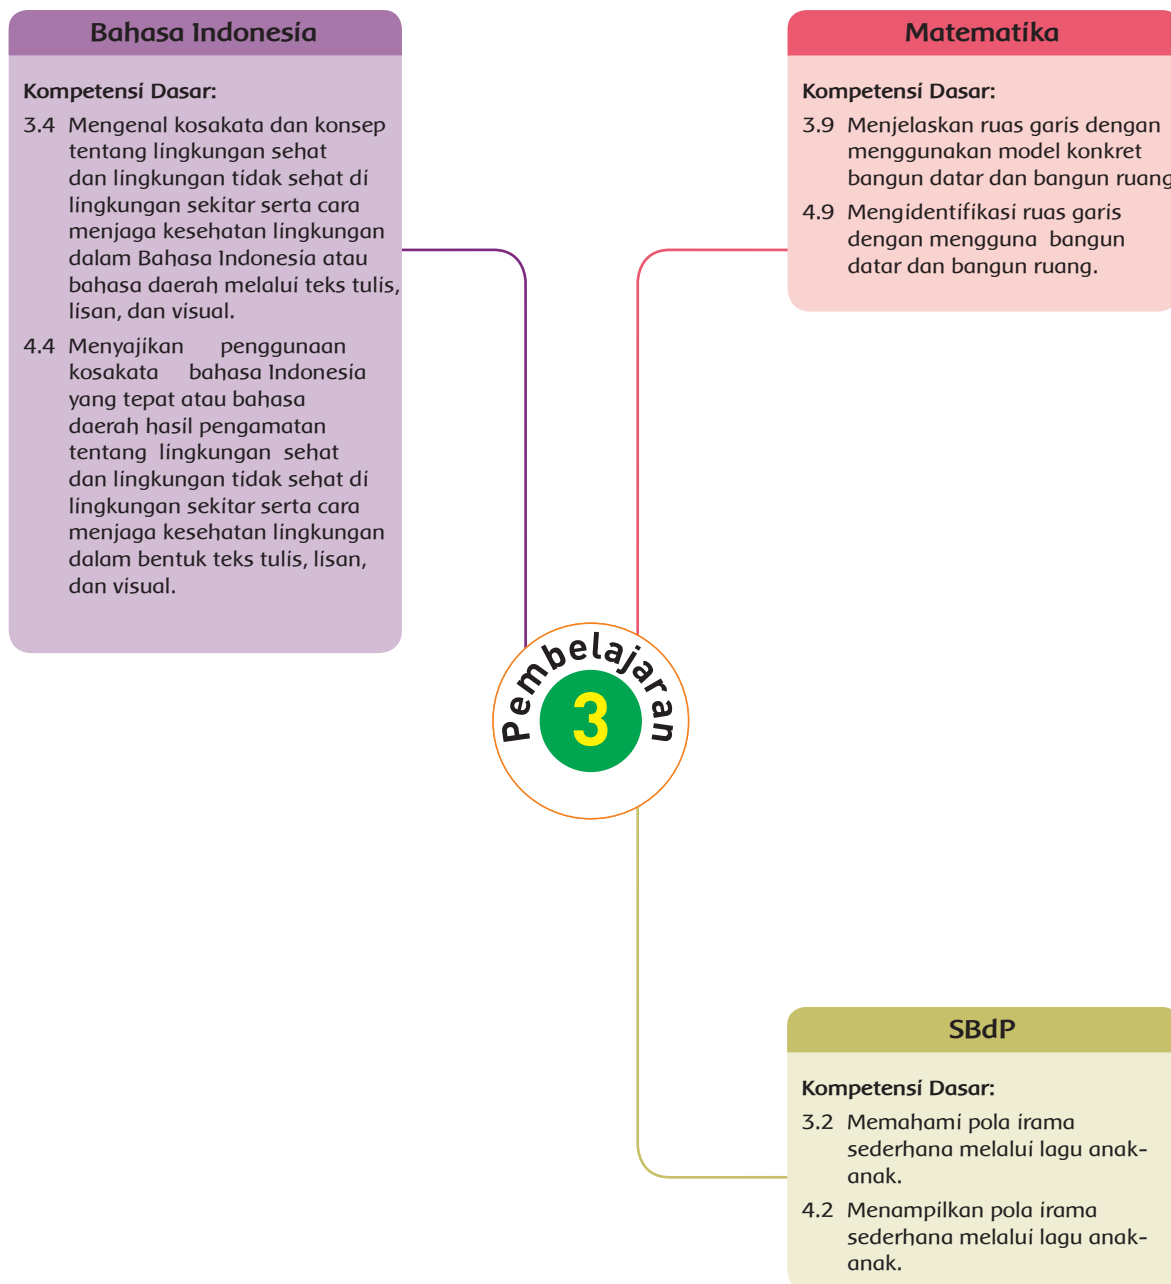 Bahasa Indonesia
Kompetensi Dasar:
3.4 Mengenal kosakata dan konsep
tentang lingkungan sehat
dan lingkungan tidak sehat di
lingkungan sekitar serta cara
menjaga kesehatan lingkungan
dalam Bahasa Indonesia atau
bahasa daerah melalui teks tulis,
lisan, dan visual.
4.4 Menyajikan penggunaan
kosakata bahasa Indonesia
yang tepat atau bahasa
daerah hasil pengamatan
tentang lingkungan sehat
dan lingkungan tidak sehat di
lingkungan sekitar serta cara
menjaga kesehatan lingkungan
dalam bentuk teks tulis, lisan,
dan visual.
Matematika
Kompetensi Dasar:
3.9 Menjelaskan ruas garis dengan
menggunakan model konkret
bangun datar dan bangun ruang
4.9 Mengidentifikasi ruas garis
dengan mengguna bangun
datar dan bangun ruang.
Pembelajaran
3
SBdP
Kompetensi Dasar:
3.2 Memahami pola irama
sederhana melalui lagu anak-
anak.
4.2 Menampilkan pola irama
sederhana melalui lagu anak-
anak.